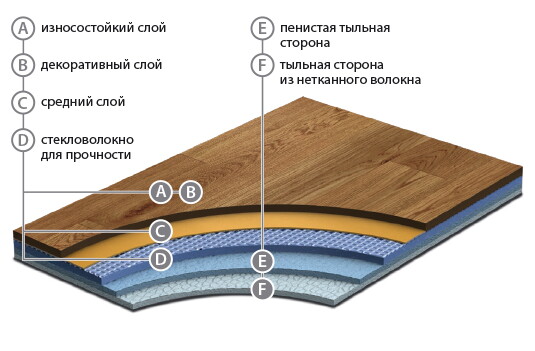 A износостойкий слой
B декоративный слой
C средний слой
D стекловолокно
для прочности
E пенистая тыльная
сторона
F тыльная сторона
из нетканного волокна
A B
C
D
E
F